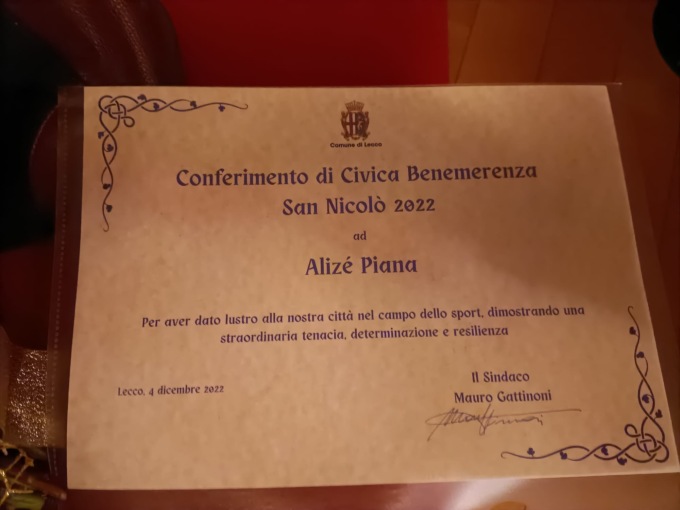 Comune di Lecco
Conferimento di Civica Benemerenza
San Nicolò 2022
ad
Alizé Piana
Per aver dato lustro alla nostra città nel campo dello sport, dimostrando una
straordinaria tenacia, determinazione e resilienza
Lecco, 4 dicembre 2022
Il Sindaco
Mauro Gattinoni